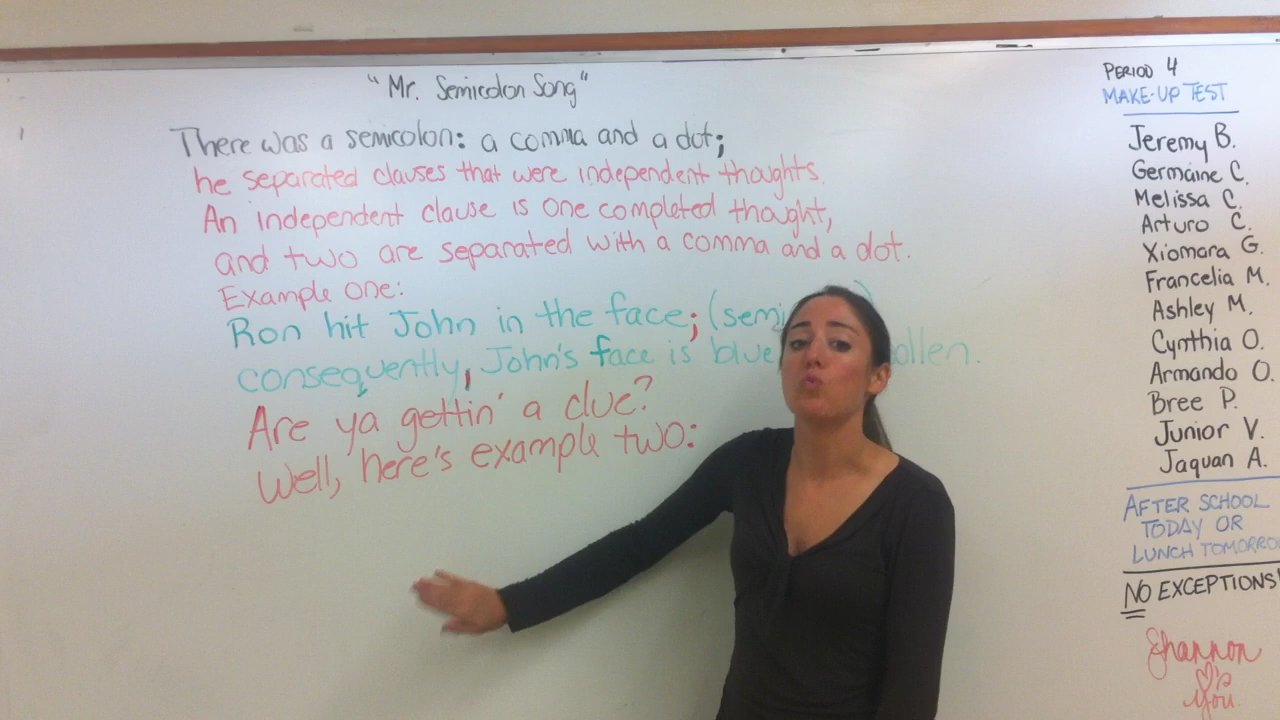 "Mr. Semicolon Song"
There was a semicolon: a comma and a dot;
he separated clauses that were independent thoughts.
An independent clause is one completed thought,
and two are separated with a comma and a dot.
Example one:
Ron hit John in the face; (semi
consequently, John's face is blue ollen.
Are ya gettin' a clue?
Well, here's example two:
PERIOD 4
MAKE-UP TEST
Jeremy B.
Germaine C.
Melissa C.
Arturo C.
Xiomara G.
Francelia M.
Ashley M.
Cynthia O.
Armando O.
Bree P.
Junior V.
Jaquan A.
AFTER SCHOOL
TODAY OR
LUNCH TOMORRO
NO EXCEPTIONS!
Shannon
♡'s
You